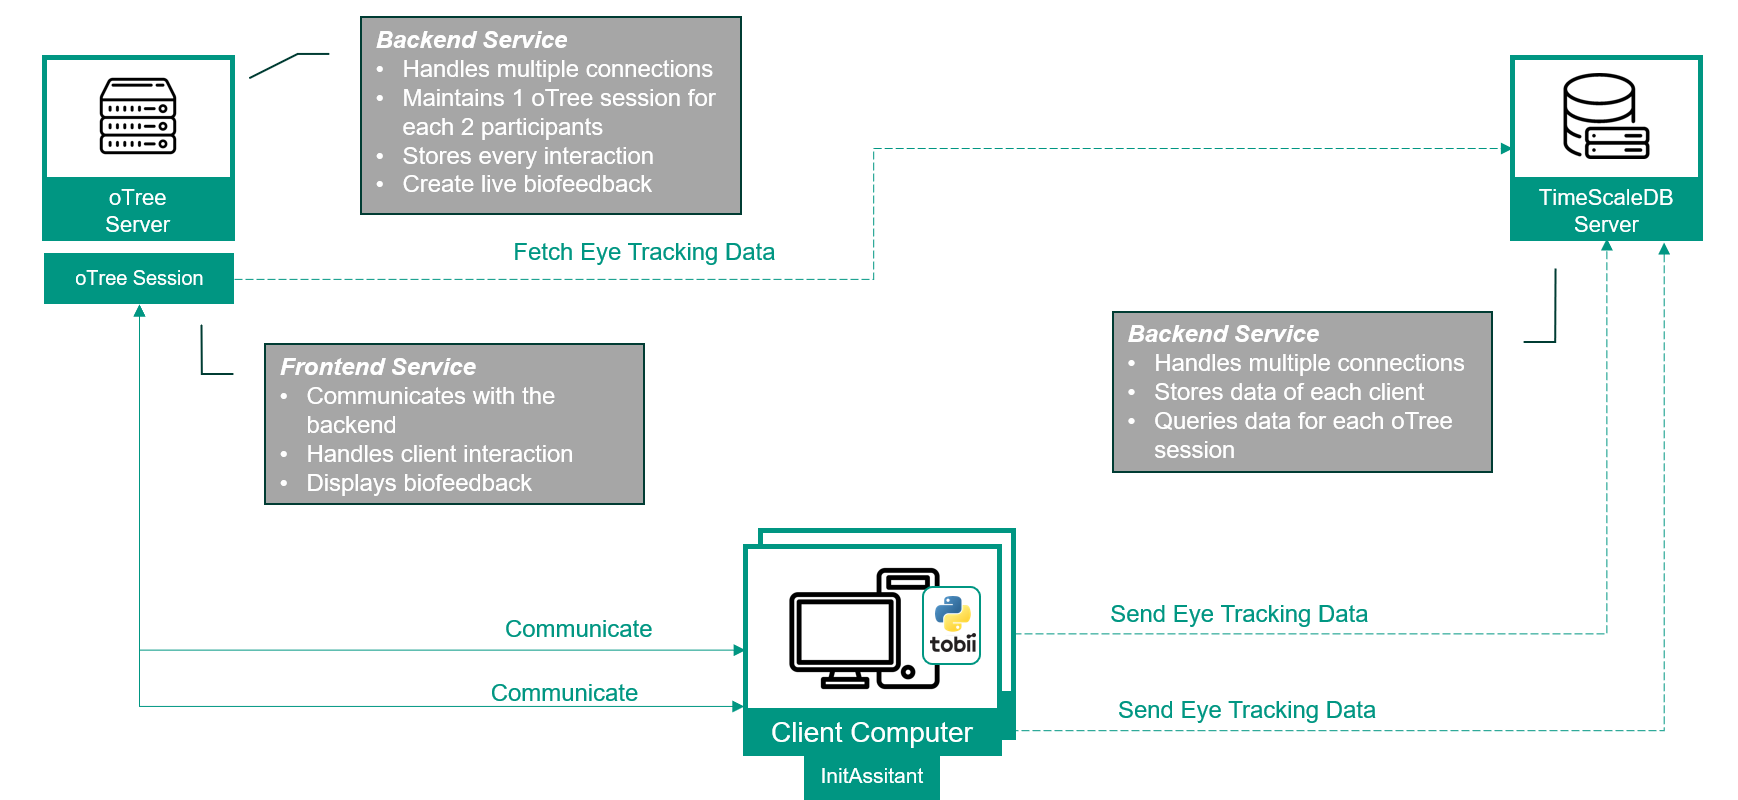 Backend Service
• Handles multiple connections
• Maintains 1 oTree session for
each 2 participants
• Stores every interaction
• Create live biofeedback
oTree
Server
TimeScaleDB
Server
Fetch Eye Tracking Data
oTree Session
Backend Service
• Handles multiple connections
• Stores data of each client
• Queries data for each oTree
session
Frontend Service
• Communicates with the
backend
• Handles client interaction
• Displays biofeedback
Communicate
Communicate
tobii
Send Eye Tracking Data
Send Eye Tracking Data
Client Computer
InitAssitant